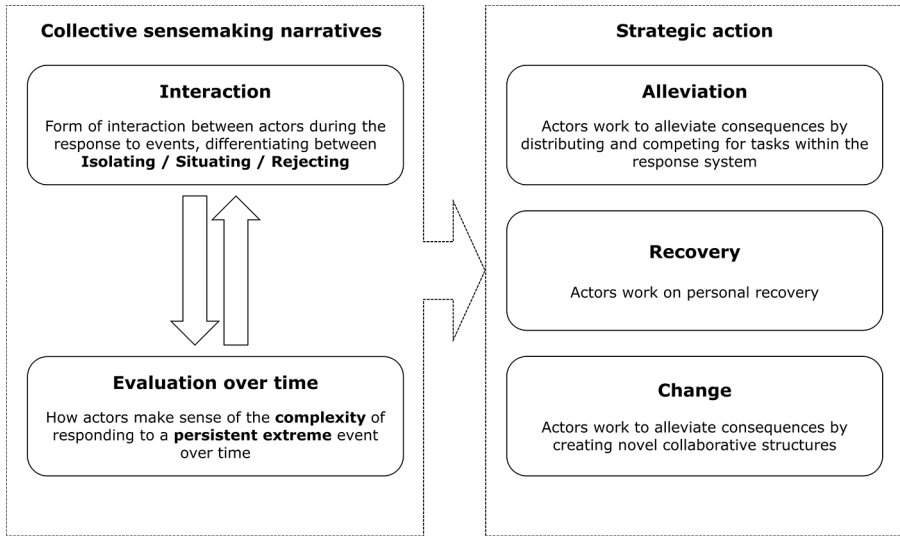 Collective sensemaking narratives
Interaction
Form of interaction between actors during the
response to events, differentiating between
Isolating / Situating / Rejecting
Evaluation over time
How actors make sense of the complexity of
responding to a persistent extreme event
over time
Strategic action
Alleviation
Actors work to alleviate consequences by
distributing and competing for tasks within the
response system
Recovery
Actors work on personal recovery
Change
Actors work to alleviate consequences by
creating novel collaborative structures